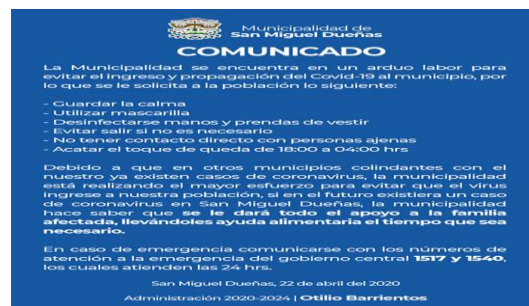 Municipalidad de
San Miguel Dueñas
COMUNICADO
La Municipalidad se encuentra en un arduo labor para
evitar el ingreso y propagación del Covid-19 al municipio, por
lo que se le solicita a la población lo siguiente:
- Guardar la calma
- Utilizar mascarilla
- Desinfectarse manos y prendas de vestir
- Evitar salir si no es necesario
- No tener contacto directo con personas ajenas
- Acatar el toque de queda de 18:00 a 04:00 hrs
Debido a que en otros municipios colindantes con el
nuestro ya existen casos de coronavirus, la municipalidad
está realizando el mayor esfuerzo para evitar que el virus
ingrese a nuestra población, si en el futuro existiera un caso
de coronavirus en San Miguel Dueñas, la municipalidad
hace saber que se le dará todo el apoyo a la familia
afectada, llevándoles ayuda alimentaria el tiempo que sea
necesario.
En caso de emergencia comunicarse con los números de
atención a la emergencia del gobierno central 1517 y 1540,
los cuales atienden las 24 hrs.
San Miguel Dueñas, 22 de abril del 2020
Administración 2020-2024 | Otilio Barrientos